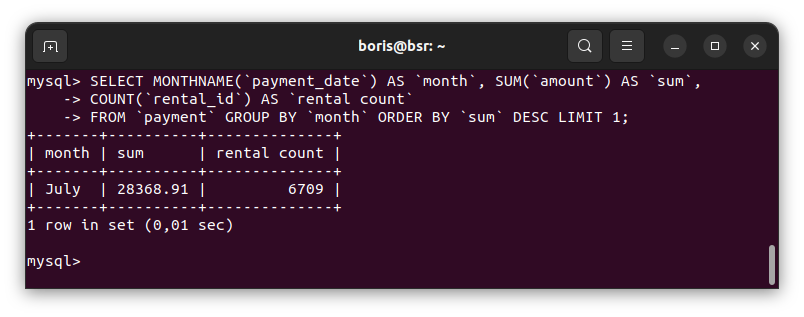 boris@bsr: ~
mysql> SELECT MONTHNAME(`payment_date`) AS `month`, SUM(`amount`) AS `sum`,
    -> COUNT(`rental_id`) AS `rental count`
    -> FROM `payment` GROUP BY `month` ORDER BY `sum` DESC LIMIT 1;
+-------+----------+--------------+
| month | sum      | rental count |
+-------+----------+--------------+
| July  | 28368.91 |         6709 |
+-------+----------+--------------+
1 row in set (0,01 sec)
mysql>